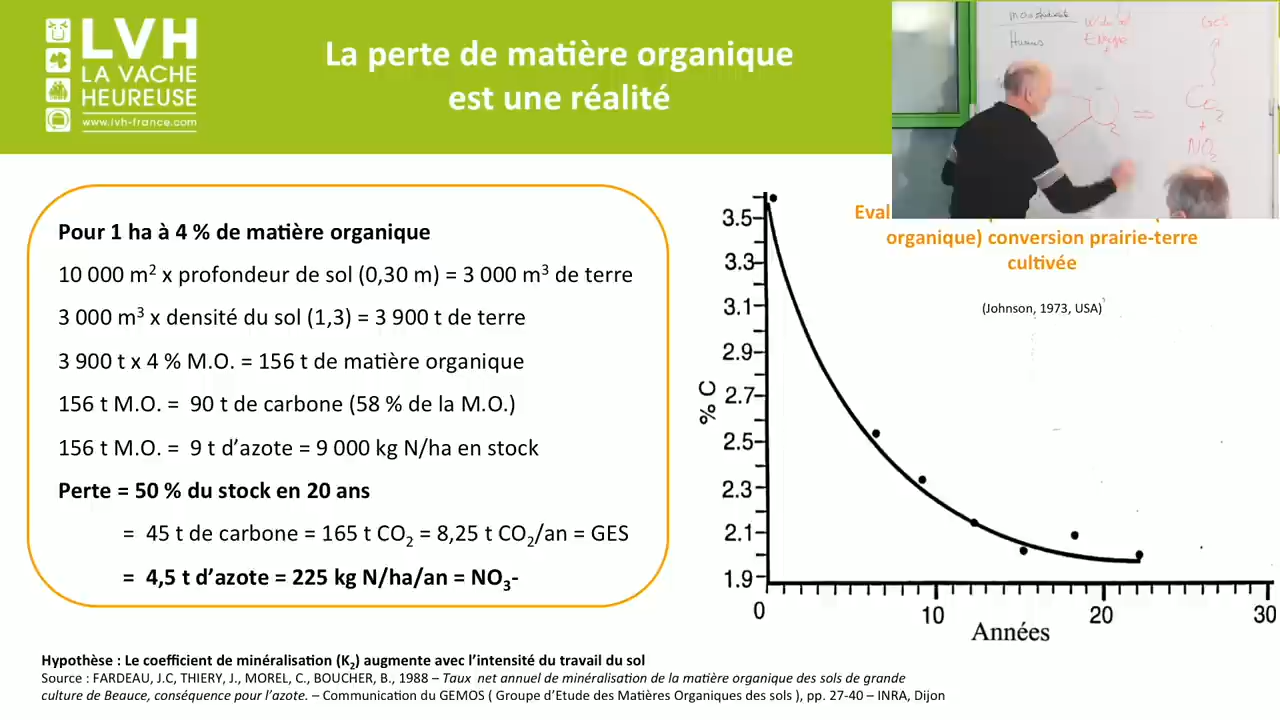 LVH
LA VACHE
HEUREUSE
www.lvh-france.com
La perte de matière organique
est une réalité
Humus
Energie
GES
CO2
+
NO2
Pour 1 ha à 4 % de matière organique
10 000 m² x profondeur de sol (0,30 m) = 3 000 m³ de terre
3 000 m³ x densité du sol (1,3) = 3 900 t de terre
3 900 t x 4 % M.O. = 156 t de matière organique
156 t M.O. = 90 t de carbone (58 % de la M.O.)
156 t M.O. = 9 t d’azote = 9 000 kg N/ha en stock
Perte = 50 % du stock en 20 ans
= 45 t de carbone = 165 t CO₂ = 8,25 t CO₂/an = GES
= 4,5 t d’azote = 225 kg N/ha/an = NO₃-
organique) conversion prairie-terre
cultivée
(Johnson, 1973, USA)
% C
3.5
3.3
3.1
2.9
2.7
2.5
2.3
2.1
1.9
0 10 20 30
Années
Hypothèse : Le coefficient de minéralisation (K₂) augmente avec l’intensité du travail du sol
Source : FARDEAU, J.C, THIERY, J., MOREL, C., BOUCHER, B., 1988 – Taux net annuel de minéralisation de la matière organique des sols de grande
culture de Beauce, conséquence pour l’azote. – Communication du GEMOS ( Groupe d’Etude des Matières Organiques des sols ), pp. 27-40 – INRA, Dijon